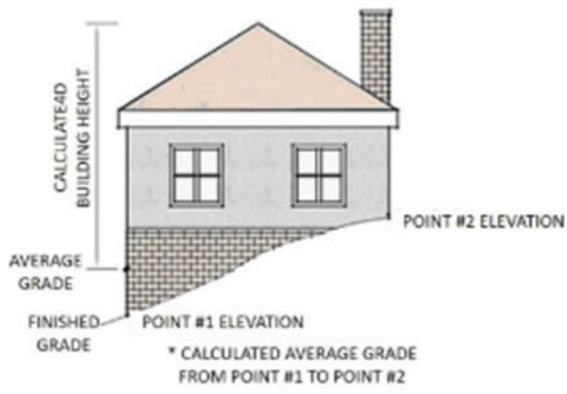 CALCULATE4D
BUILDING HEIGHT
POINT #2 ELEVATION
AVERAGE
GRADE
FINISHED
GRADE
POINT #1 ELEVATION
* CALCULATED AVERAGE GRADE
FROM POINT #1 TO POINT #2